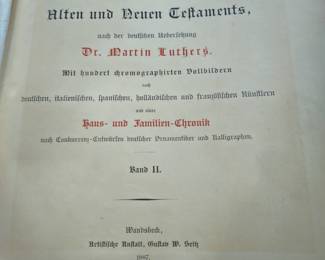 Alten und Neuen Testaments,
nach der deutschen Uebersetzung
Dr. Martin Luthers.
Mit hundert chromographirten Vollbildern
nach
deutschen, italienischen, spanischen, holländischen und französischen Künstlern
und einer
Haus- und Familien-Chronik
nach Concurrenz-Entwürfen deutscher Ornamentiker und Kalligraphen.
Band II.
Wandsbeck,
Artistische Anstalt, Gustav W. Seitz
1887.